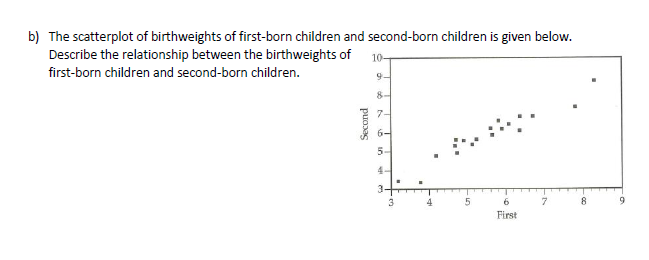 b) The scatterplot of birthweights of first-born children and second-born children is given below.
Describe the relationship between the birthweights of
first-born children and second-born children.
10
9
8
7
6
5
4
3
Second
3 4 5 6 7 8 9
First